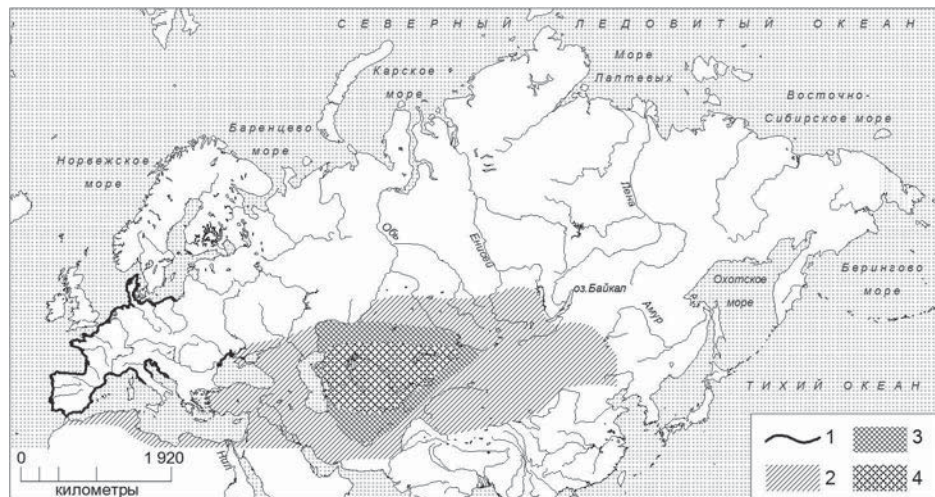 СЕВЕРНЫЙ ЛЕДОВИТЫЙ ОКЕАН
Море
Лаптевых
Карское
море
Восточно-
Сибирское море
Баренцево
море
Норвежское
море
Лена
Обь
Енисей
оз.Байкал
Охотское
море
Берингово
море
Амур
ТИХИЙ ОКЕАН
Нил
0 1 920
километры
1 3
2 4